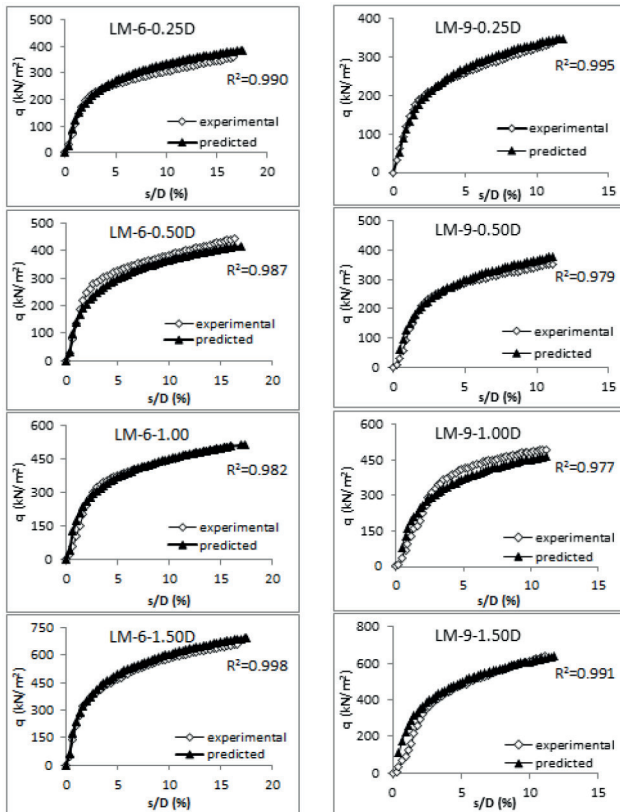 LM-6-0.25D
q (kN/m²)
500
400
300
200
100
0
R²=0.990
experimental
predicted
0 5 10 15 20
s/D (%)
LM-9-0.25D
q (kN/m²)
400
300
200
100
0
R²=0.995
experimental
predicted
0 5 10 15
s/D (%)
LM-6-0.50D
q (kN/m²)
500
400
300
200
100
0
R²=0.987
experimental
predicted
0 5 10 15 20
s/D (%)
LM-9-0.50D
q (kN/m²)
500
400
300
200
100
0
R²=0.979
experimental
predicted
0 5 10 15
s/D (%)
LM-6-1.00
q (kN/m²)
600
450
300
150
0
R²=0.982
experimental
predicted
0 5 10 15 20
s/D (%)
LM-9-1.00D
q (kN/m²)
600
450
300
150
0
R²=0.977
experimental
predicted
0 5 10 15
s/D (%)
LM-6-1.50D
q (kN/m²)
750
600
450
300
150
0
R²=0.998
experimental
predicted
0 5 10 15 20
s/D (%)
LM-9-1.50D
q (kN/m²)
800
600
400
200
0
R²=0.991
experimental
predicted
0 5 10 15
s/D (%)